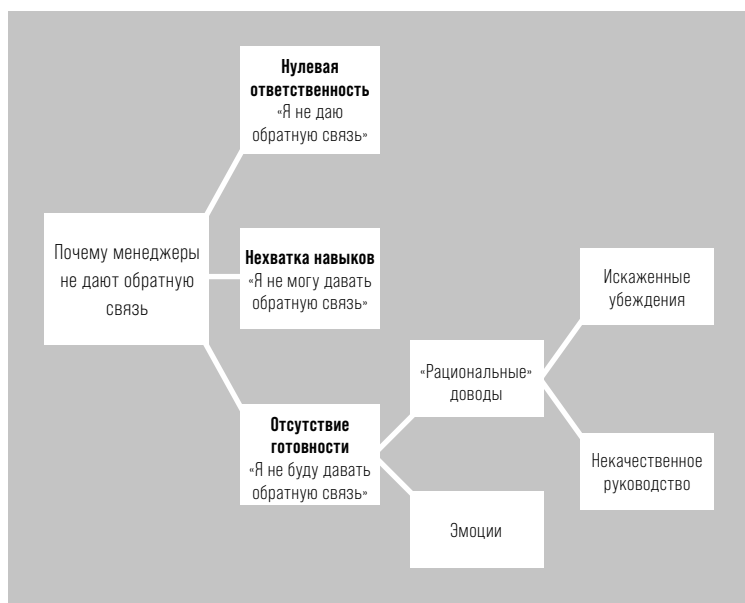 Нулевая
ответственность
«Я не даю
обратную связь»
Почему менеджеры
не дают обратную
связь
Нехватка навыков
«Я не могу давать
обратную связь»
Искаженные
убеждения
«Рациональные»
доводы
Отсутствие
готовности
«Я не буду давать
обратную связь»
Некачественное
руководство
Эмоции